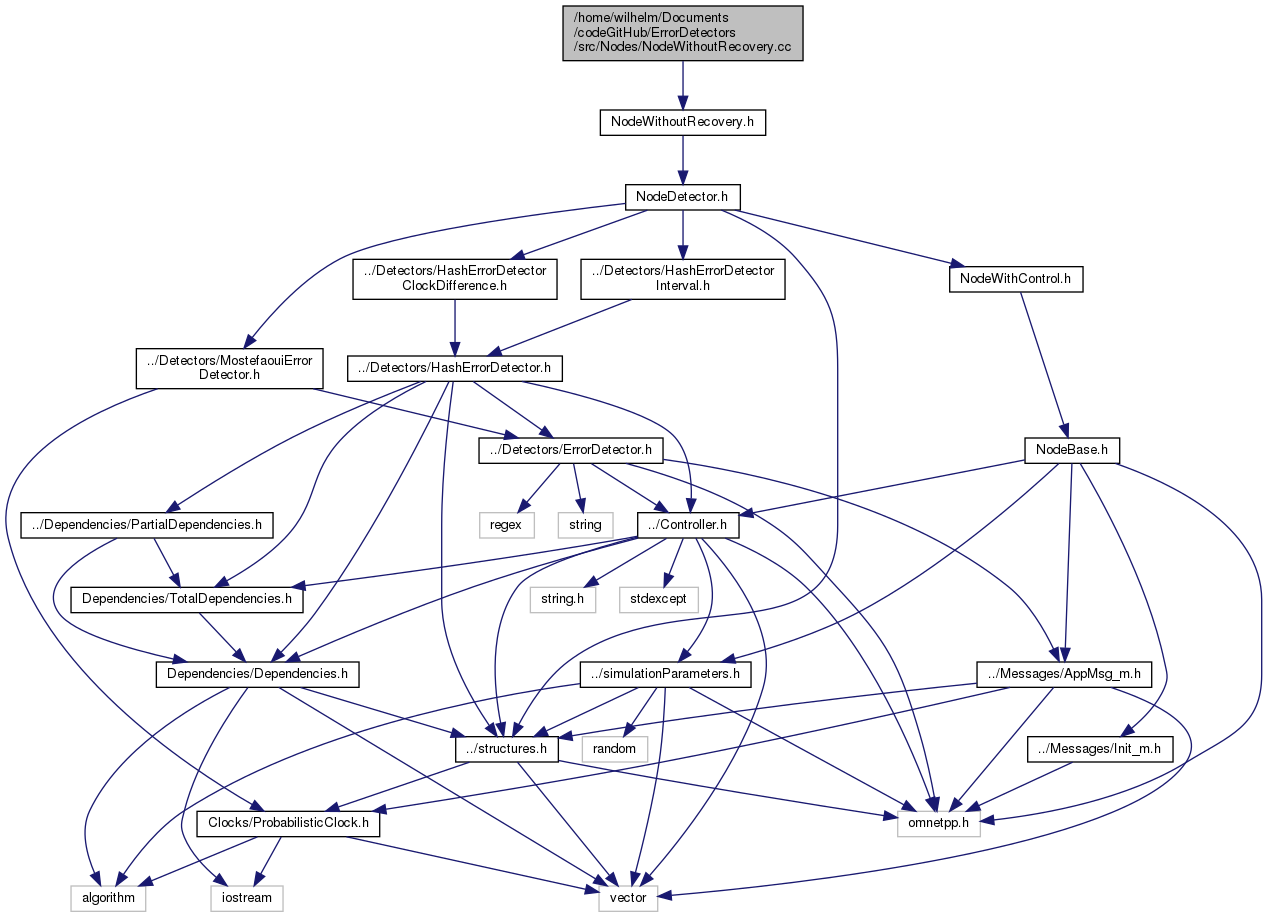 /home/wilhelm/Documents
/codeGitHub/ErrorDetectors
/src/Nodes/NodeWithoutRecovery.cc
NodeWithoutRecovery.h
NodeDetector.h
../Detectors/HashErrorDetector
ClockDifference.h
../Detectors/HashErrorDetector
Interval.h
NodeWithControl.h
../Detectors/MostefaouiError
Detector.h
../Detectors/HashErrorDetector.h
../Detectors/ErrorDetector.h
NodeBase.h
../Dependencies/PartialDependencies.h
regex
string
../Controller.h
Dependencies/TotalDependencies.h
string.h
stdexcept
Dependencies/Dependencies.h
../simulationParameters.h
../Messages/AppMsg_m.h
../structures.h
random
../Messages/Init_m.h
Clocks/ProbabilisticClock.h
omnetpp.h
algorithm
iostream
vector